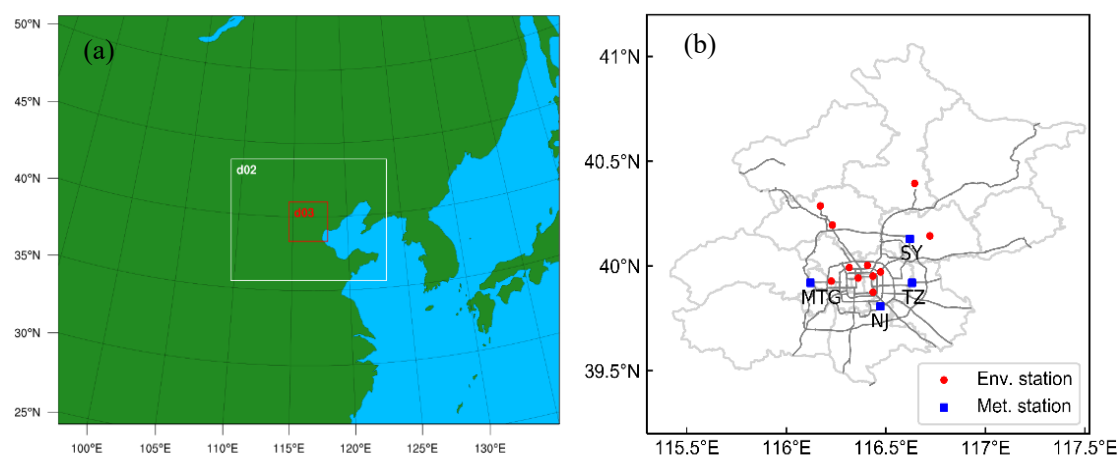 (a)
50°N
45°N
40°N
35°N
30°N
25°N
d02
d03
100°E 105°E 110°E 115°E 120°E 125°E 130°E
(b)
41°N
40.5°N
40°N
39.5°N
SY
MTG
TZ
NJ
Env. station
Met. station
115.5°E 116°E 116.5°E 117°E 117.5°E